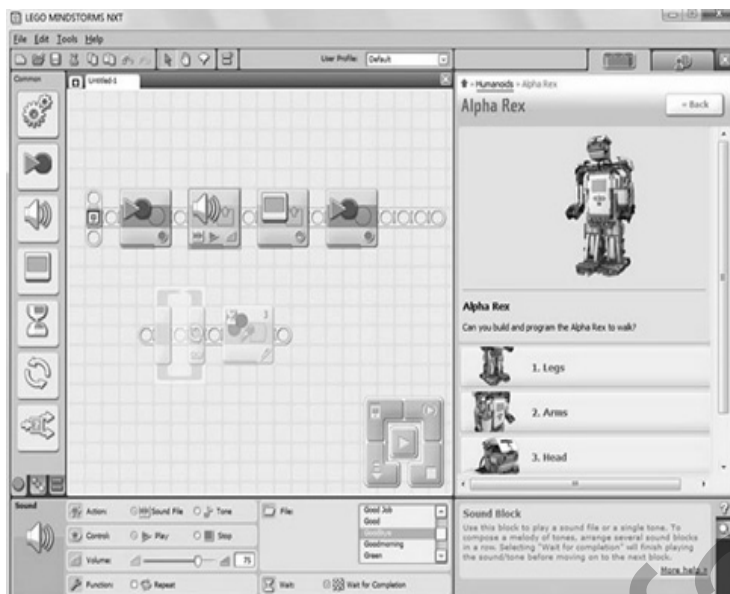 LEGO MINDSTORMS NXT
File Edit Tools Help
User Profile: Default
Common
Untitled-1
Humanoids » Alpha Rex
Alpha Rex
« Back
Alpha Rex
Can you build and program the Alpha Rex to walk?
1. Legs
2. Arms
3. Head
3
Sound
Action: Sound File Tone
Control: Play Stop
Volume: 75
Function: Repeat
File:
Good Job
Good
Goodmorning
Green
Wait: Wait for Completion
Sound Block
Use this block to play a sound file or a single tone. To
compose a melody of tones, arrange several sound blocks
in a row. Selecting "Wait for completion" will finish playing
the sound/tone before moving on to the next block.
More help »